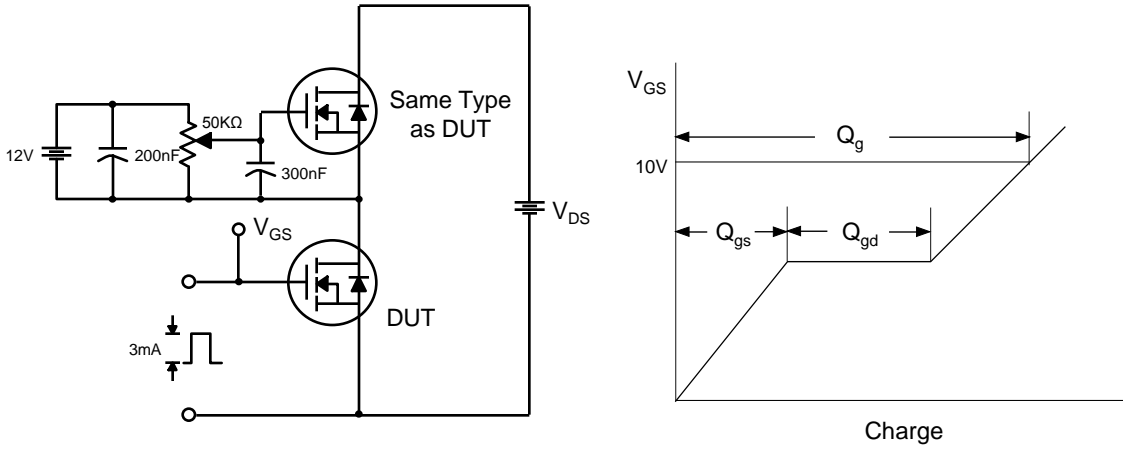 Same Type
as DUT
50KΩ
12V
200nF
300nF
V_GS
V_DS
DUT
3mA
V_GS
Q_g
10V
Q_gs
Q_gd
Charge